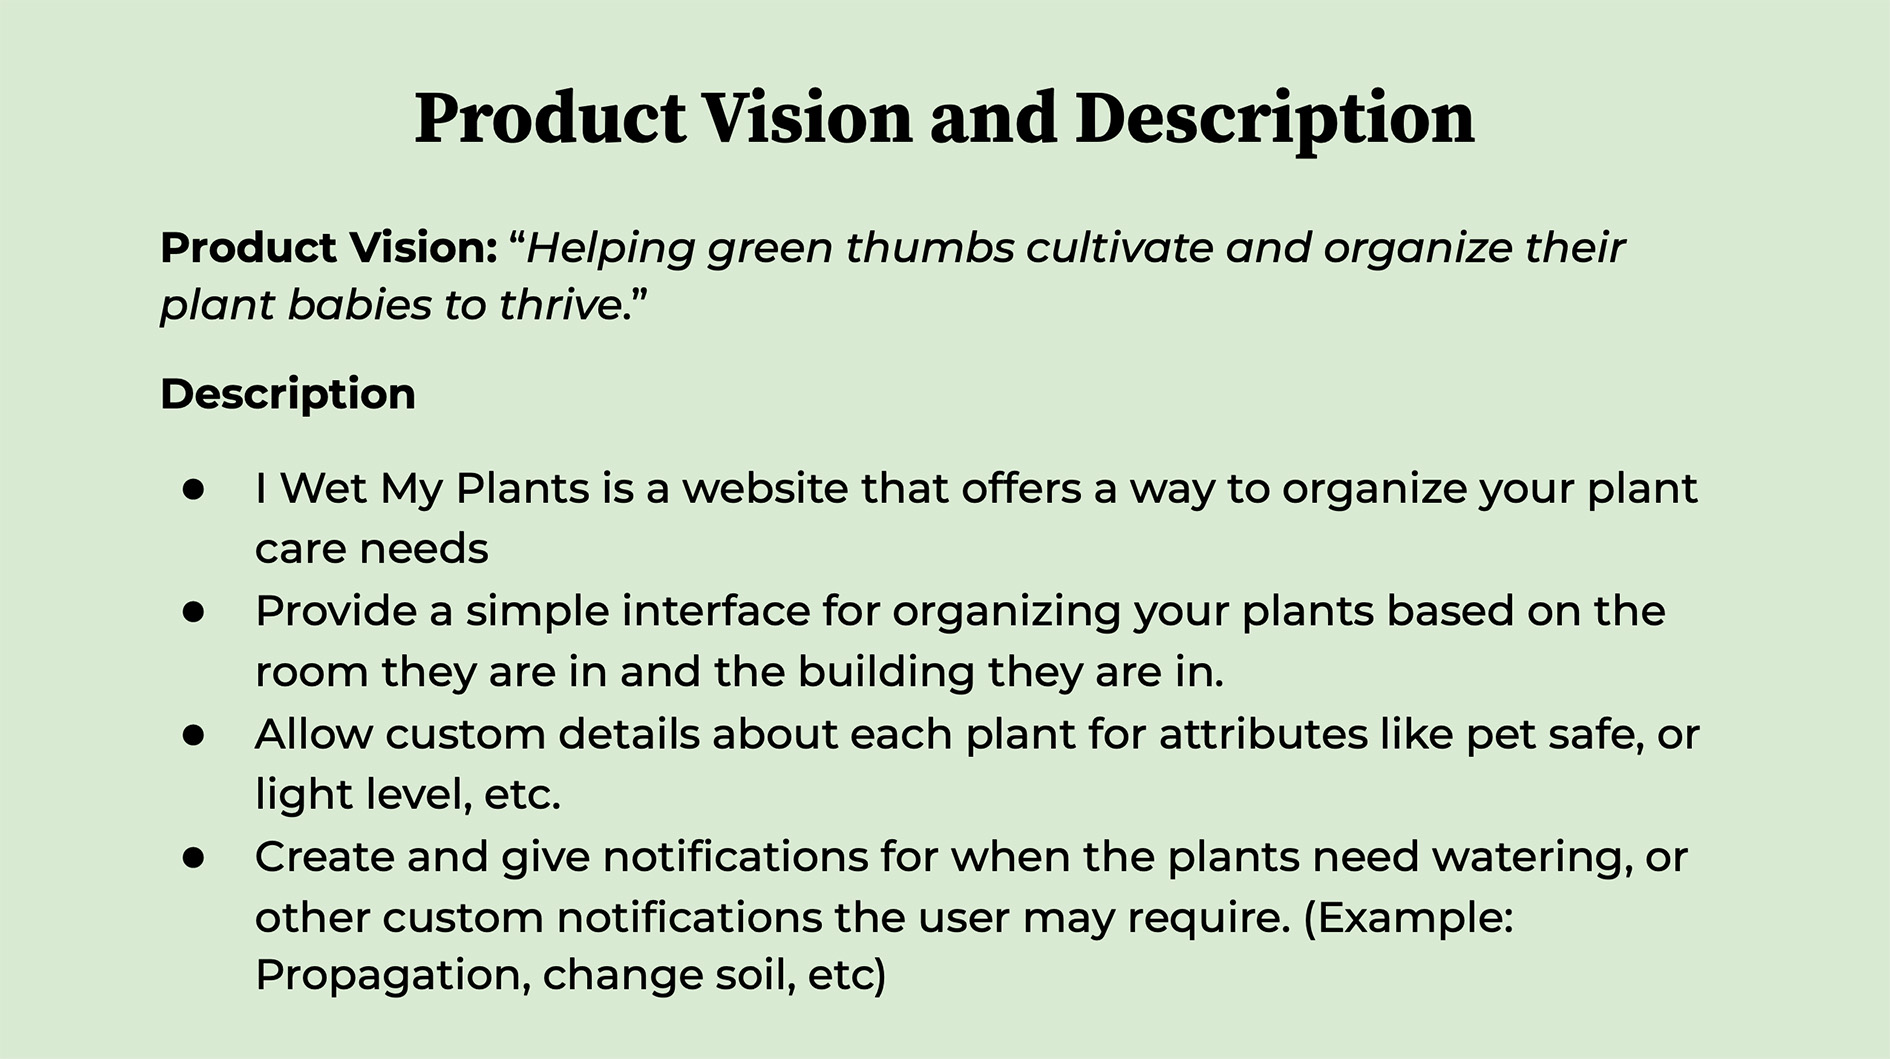 Product Vision and Description
Product Vision: “Helping green thumbs cultivate and organize their
plant babies to thrive.”
Description
● I Wet My Plants is a website that offers a way to organize your plant
care needs
● Provide a simple interface for organizing your plants based on the
room they are in and the building they are in.
● Allow custom details about each plant for attributes like pet safe, or
light level, etc.
● Create and give notifications for when the plants need watering, or
other custom notifications the user may require. (Example:
Propagation, change soil, etc)